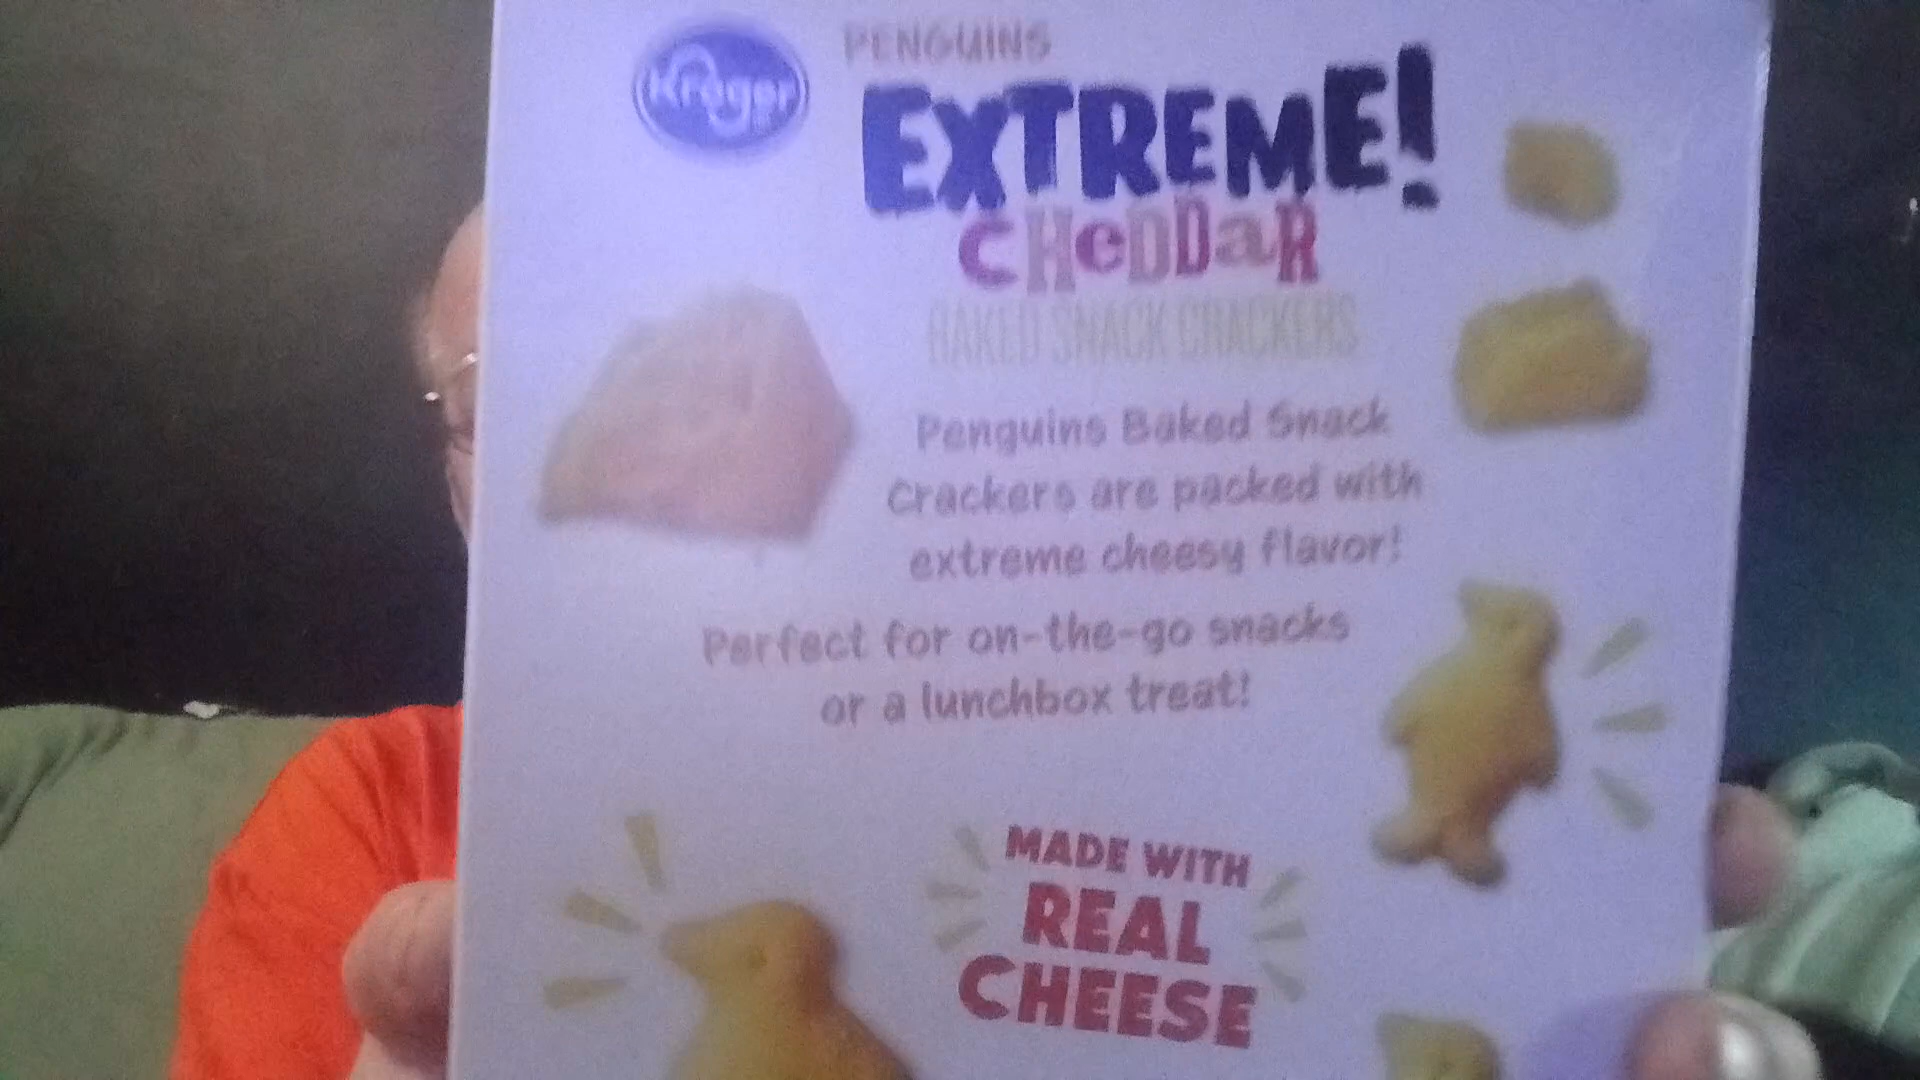 Kroger
PENGUINS
EXTREME!
CHeDDaR
BAKED SNACK CRACKERS
Penguins Baked Snack
Crackers are packed with
extreme cheesy flavor!
Perfect for on-the-go snacks
or a lunchbox treat!
MADE WITH
REAL
CHEESE